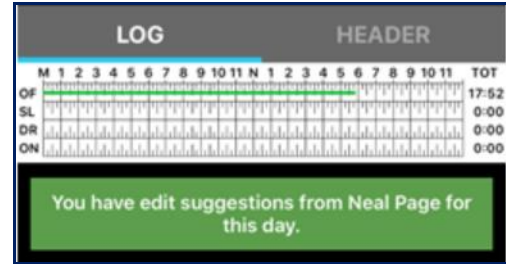 LOG HEADER
M 1 2 3 4 5 6 7 8 9 10 11 N 1 2 3 4 5 6 7 8 9 10 11 TOT
OF 17:52
SL 0:00
DR 0:00
ON 0:00
You have edit suggestions from Neal Page for
this day.